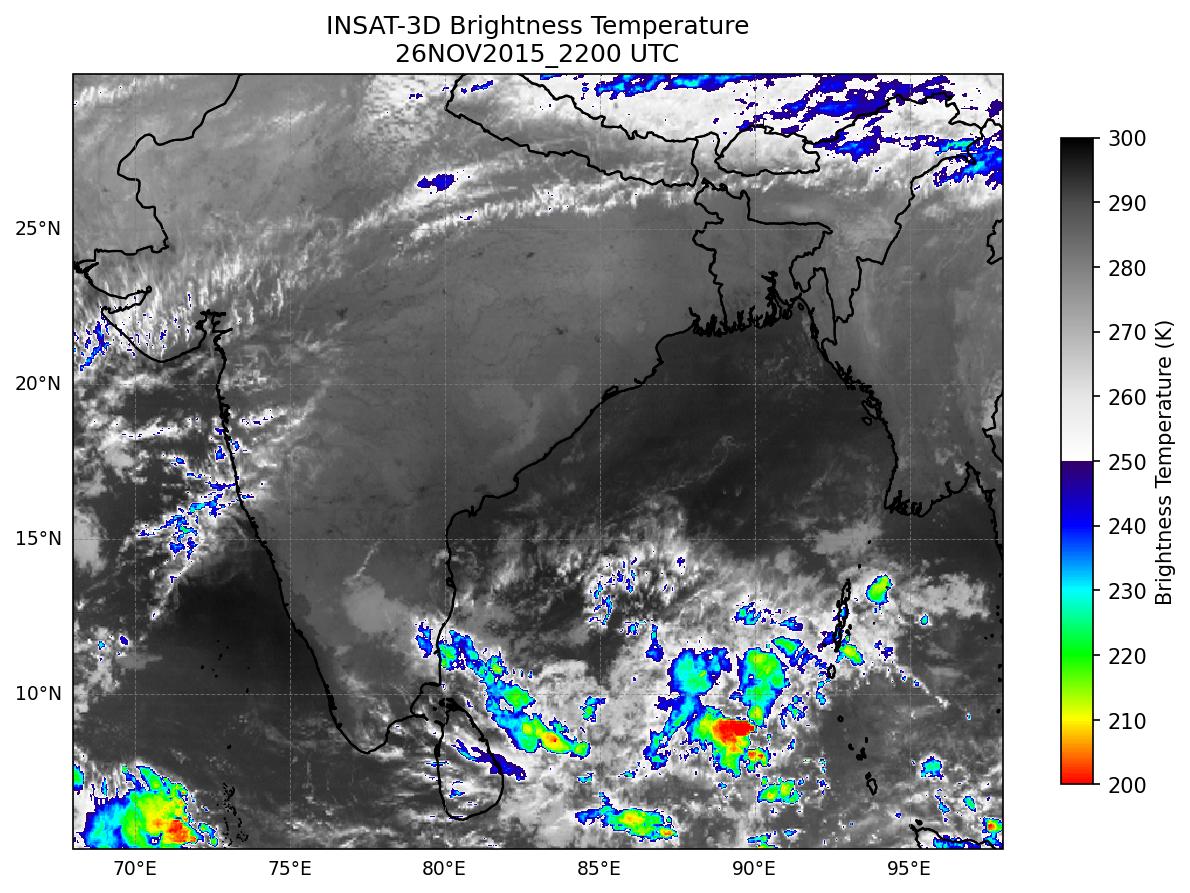 INSAT-3D Brightness Temperature
26NOV2015_2200 UTC
25°N
20°N
15°N
10°N
70°E
75°E
80°E
85°E
90°E
95°E
300
290
280
270
260
250
240
230
220
210
200
Brightness Temperature (K)